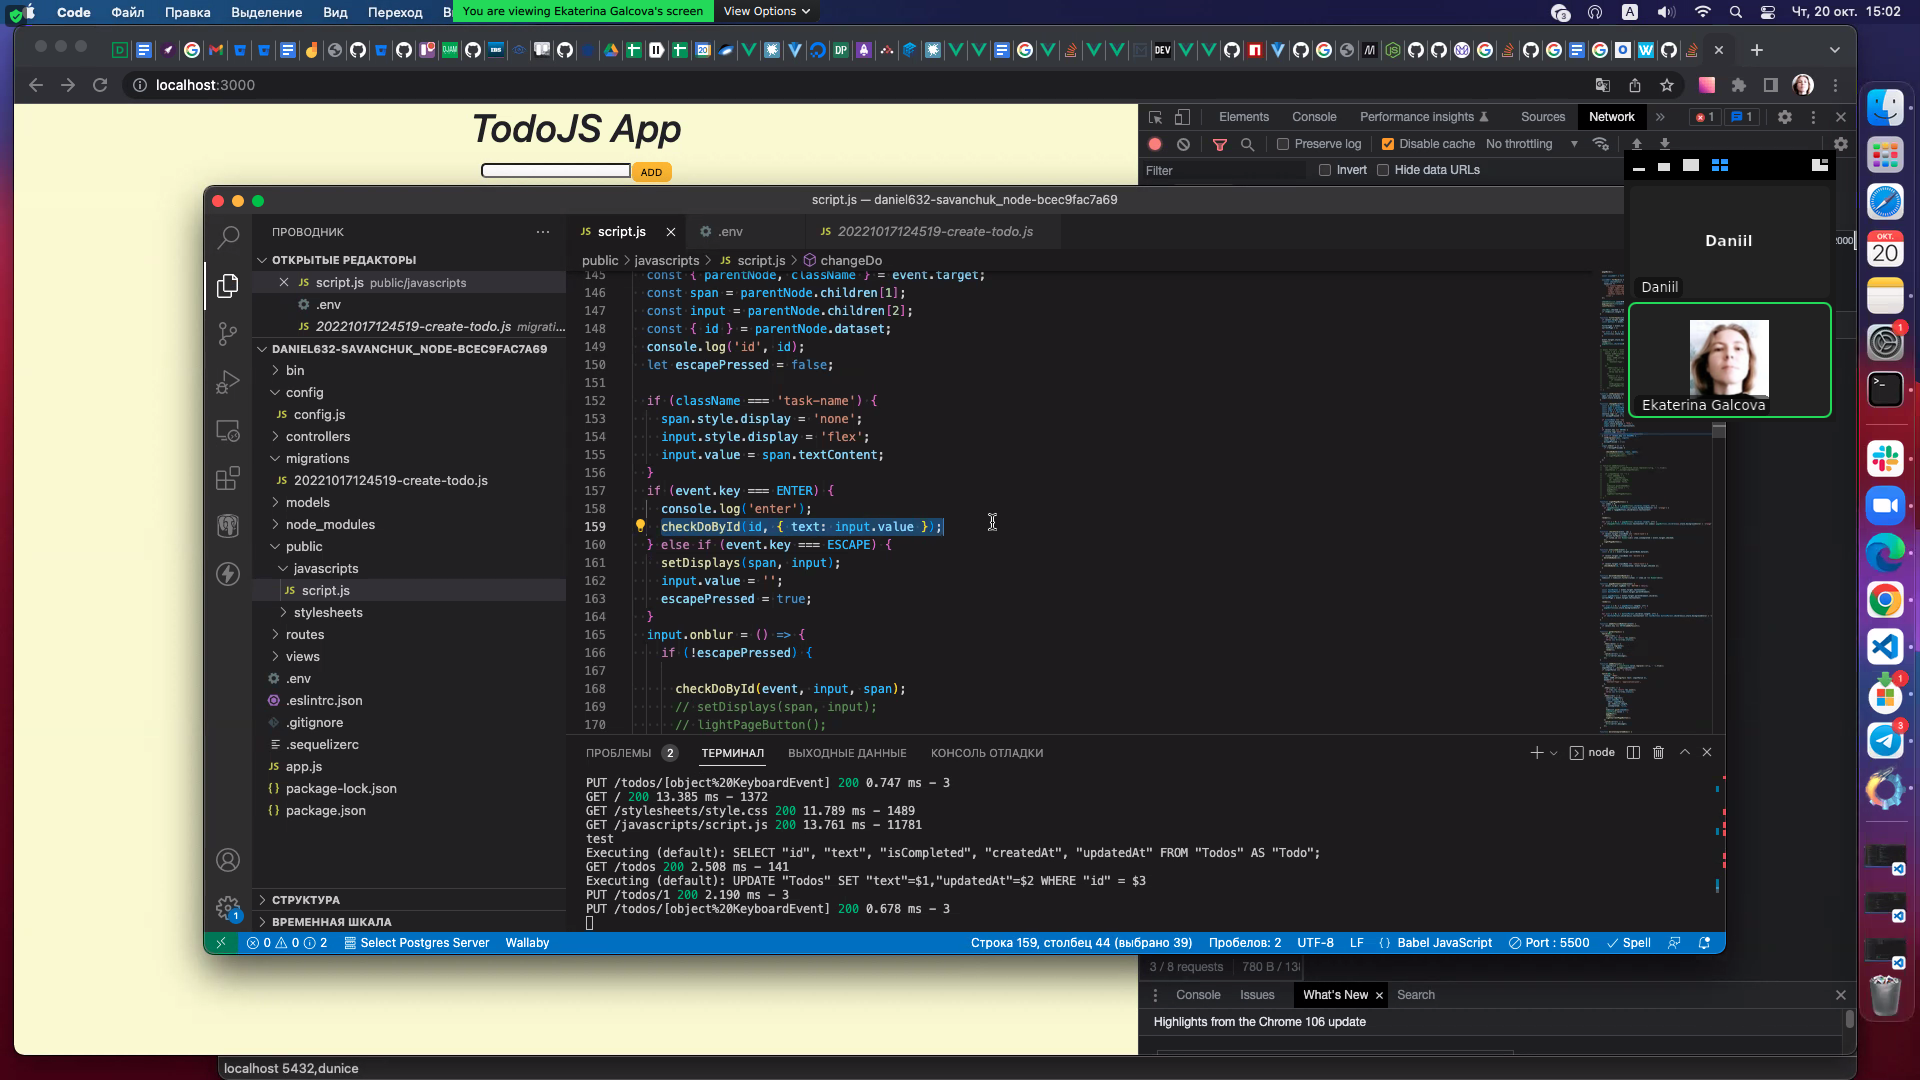 Code Файл Правка Выделение Вид Переход
You are viewing Ekaterina Galcova's screen
View Options
Чт, 20 окт. 15:02
localhost:3000
TodoJS App
ADD
Elements Console Performance insights Sources Network
1 1
Preserve log Disable cache No throttling
Filter Invert Hide data URLs
script.js — daniel632-savanchuk_node-bcec9fac7a69
Daniil
Daniil
Ekaterina Galcova
ПРОВОДНИК
ОТКРЫТЫЕ РЕДАКТОРЫ
script.js public/javascripts
.env
20221017124519-create-todo.js migrati...
DANIEL632-SAVANCHUK_NODE-BCEC9FAC7A69
bin
config
config.js
controllers
migrations
20221017124519-create-todo.js
models
node_modules
public
javascripts
script.js
stylesheets
routes
views
.env
.eslintrc.json
.gitignore
.sequelizerc
app.js
package-lock.json
package.json
СТРУКТУРА
ВРЕМЕННАЯ ШКАЛА
script.js .env 20221017124519-create-todo.js
public > javascripts > script.js > changeDo
145 const { parentNode, className } = event.target;
146 const span = parentNode.children[1];
147 const input = parentNode.children[2];
148 const { id } = parentNode.dataset;
149 console.log('id', id);
150 let escapePressed = false;
151
152 if (className === 'task-name') {
153 span.style.display = 'none';
154 input.style.display = 'flex';
155 input.value = span.textContent;
156 }
157 if (event.key === ENTER) {
158 console.log('enter');
159 checkDoById(id, { text: input.value });
160 } else if (event.key === ESCAPE) {
161 setDisplays(span, input);
162 input.value = '';
163 escapePressed = true;
164 }
165 input.onblur = () => {
166 if (!escapePressed) {
167
168 checkDoById(event, input, span);
169 // setDisplays(span, input);
170 // lightPageButton();
ПРОБЛЕМЫ 2 ТЕРМИНАЛ ВЫХОДНЫЕ ДАННЫЕ КОНСОЛЬ ОТЛАДКИ
node
PUT /todos/[object%20KeyboardEvent] 200 0.747 ms - 3
GET / 200 13.385 ms - 1372
GET /stylesheets/style.css 200 11.789 ms - 1489
GET /javascripts/script.js 200 13.761 ms - 11781
test
Executing (default): SELECT "id", "text", "isCompleted", "createdAt", "updatedAt" FROM "Todos" AS "Todo";
GET /todos 200 2.508 ms - 141
Executing (default): UPDATE "Todos" SET "text"=$1,"updatedAt"=$2 WHERE "id" = $3
PUT /todos/1 200 2.190 ms - 3
PUT /todos/[object%20KeyboardEvent] 200 0.678 ms - 3
0 0 2 Select Postgres Server Wallaby
Строка 159, столбец 44 (выбрано 39) Пробелов: 2 UTF-8 LF Babel JavaScript Port : 5500 Spell
3 / 8 requests 780 B /
Console Issues What's New Search
Highlights from the Chrome 106 update
localhost 5432,dunice